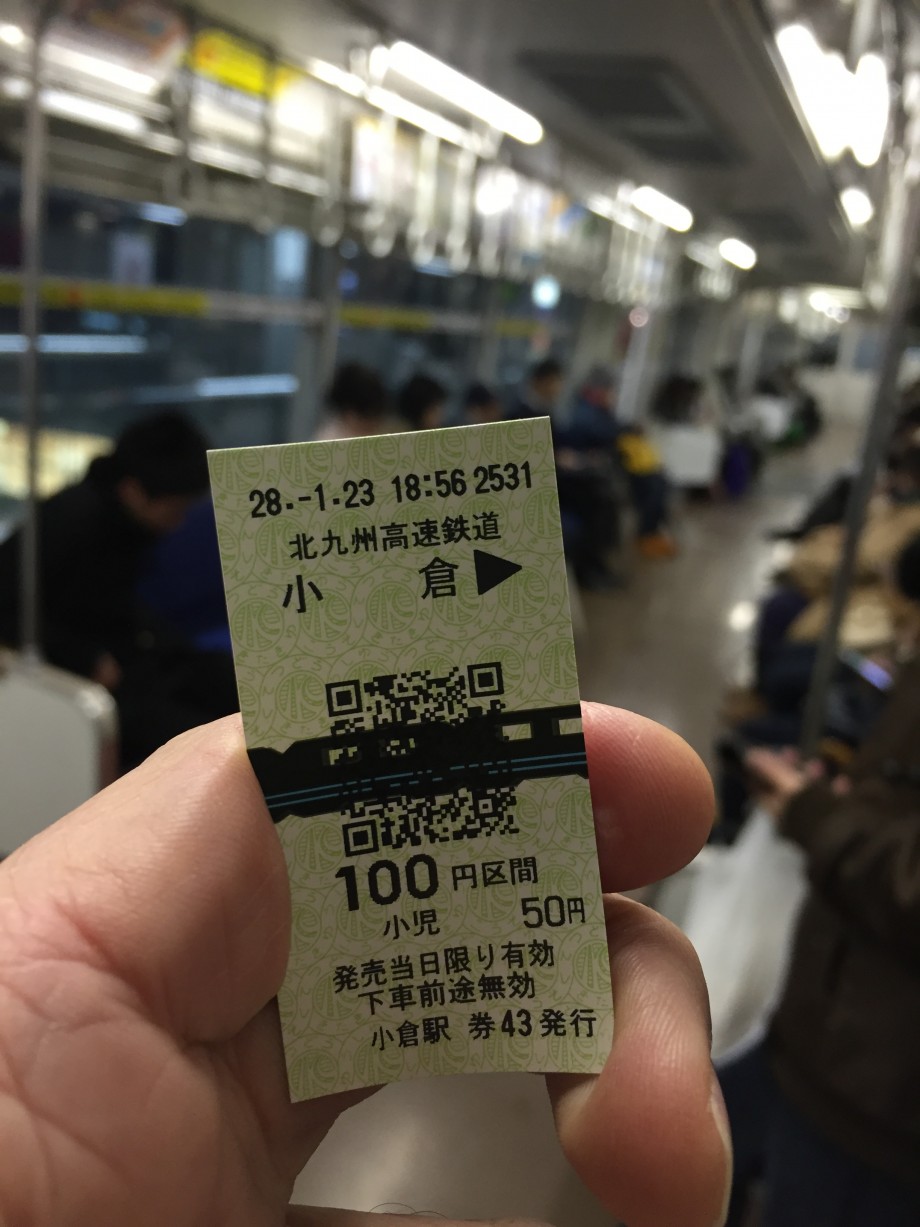 28.-1.23 18:56 2531
北九州高速鉄道
小 倉▶
100円区間
小児 50円
発売当日限り有効
下車前途無効
小倉駅 券43発行